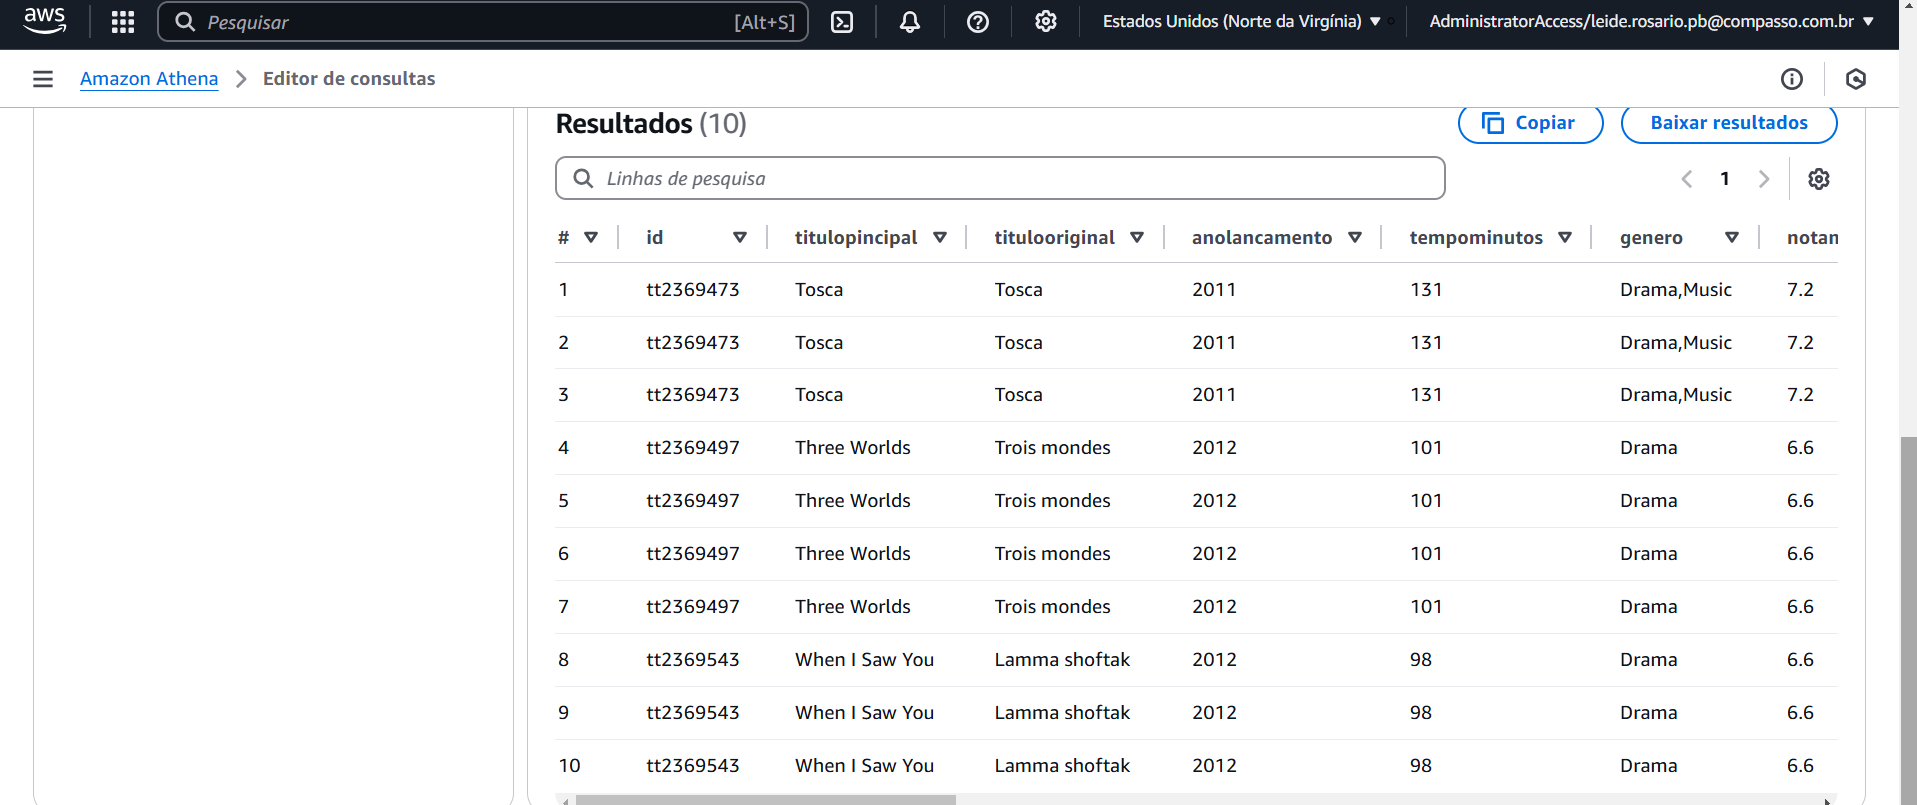 aws Pesquisar [Alt+S] Estados Unidos (Norte da Virgínia) AdministratorAccess/leide.rosario.pb@compasso.com.br
Amazon Athena > Editor de consultas
Resultados (10) Copiar Baixar resultados
Linhas de pesquisa 1
# id titulopincipal titulooriginal anolancamento tempominutos genero notan
1 tt2369473 Tosca Tosca 2011 131 Drama,Music 7.2
2 tt2369473 Tosca Tosca 2011 131 Drama,Music 7.2
3 tt2369473 Tosca Tosca 2011 131 Drama,Music 7.2
4 tt2369497 Three Worlds Trois mondes 2012 101 Drama 6.6
5 tt2369497 Three Worlds Trois mondes 2012 101 Drama 6.6
6 tt2369497 Three Worlds Trois mondes 2012 101 Drama 6.6
7 tt2369497 Three Worlds Trois mondes 2012 101 Drama 6.6
8 tt2369543 When I Saw You Lamma shoftak 2012 98 Drama 6.6
9 tt2369543 When I Saw You Lamma shoftak 2012 98 Drama 6.6
10 tt2369543 When I Saw You Lamma shoftak 2012 98 Drama 6.6